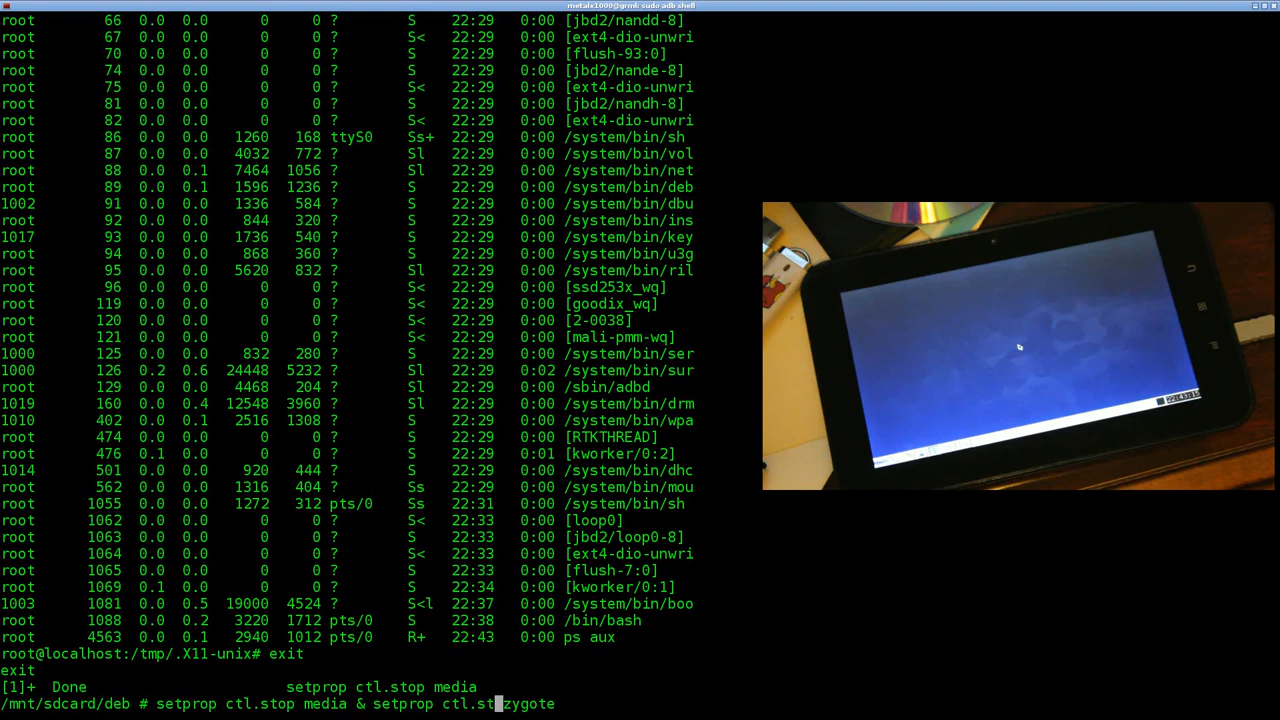 metalx1000@grml: sudo adb shell
root 66 0.0 0.0 0 0 ? S 22:29 0:00 [jbd2/nandd-8]
root 67 0.0 0.0 0 0 ? S< 22:29 0:00 [ext4-dio-unwri
root 70 0.0 0.0 0 0 ? S 22:29 0:00 [flush-93:0]
root 74 0.0 0.0 0 0 ? S 22:29 0:00 [jbd2/nande-8]
root 75 0.0 0.0 0 0 ? S< 22:29 0:00 [ext4-dio-unwri
root 81 0.0 0.0 0 0 ? S 22:29 0:00 [jbd2/nandh-8]
root 82 0.0 0.0 0 0 ? S< 22:29 0:00 [ext4-dio-unwri
root 86 0.0 0.0 1260 168 ttyS0 Ss+ 22:29 0:00 /system/bin/sh
root 87 0.0 0.0 4032 772 ? Sl 22:29 0:00 /system/bin/vol
root 88 0.0 0.1 7464 1056 ? Sl 22:29 0:00 /system/bin/net
root 89 0.0 0.1 1596 1236 ? S 22:29 0:00 /system/bin/deb
1002 91 0.0 0.0 1336 584 ? S 22:29 0:00 /system/bin/dbu
root 92 0.0 0.0 844 320 ? S 22:29 0:00 /system/bin/ins
1017 93 0.0 0.0 1736 540 ? S 22:29 0:00 /system/bin/key
root 94 0.0 0.0 868 360 ? S 22:29 0:00 /system/bin/u3g
root 95 0.0 0.0 5620 832 ? Sl 22:29 0:00 /system/bin/ril
root 96 0.0 0.0 0 0 ? S< 22:29 0:00 [ssd253x_wq]
root 119 0.0 0.0 0 0 ? S< 22:29 0:00 [goodix_wq]
root 120 0.0 0.0 0 0 ? S< 22:29 0:00 [2-0038]
root 121 0.0 0.0 0 0 ? S< 22:29 0:00 [mali-pmm-wq]
1000 125 0.0 0.0 832 280 ? S 22:29 0:00 /system/bin/ser
1000 126 0.2 0.6 24448 5232 ? Sl 22:29 0:02 /system/bin/sur
root 129 0.0 0.0 4468 204 ? Sl 22:29 0:00 /sbin/adbd
1019 160 0.0 0.4 12548 3960 ? Sl 22:29 0:00 /system/bin/drm
1010 402 0.0 0.1 2516 1308 ? S 22:29 0:00 /system/bin/wpa
root 474 0.0 0.0 0 0 ? S 22:29 0:00 [RTKTHREAD]
root 476 0.1 0.0 0 0 ? S 22:29 0:01 [kworker/0:2]
1014 501 0.0 0.0 920 444 ? S 22:29 0:00 /system/bin/dhc
root 562 0.0 0.0 1316 404 ? Ss 22:29 0:00 /system/bin/mou
root 1055 0.0 0.0 1272 312 pts/0 Ss 22:31 0:00 /system/bin/sh
root 1062 0.0 0.0 0 0 ? S< 22:33 0:00 [loop0]
root 1063 0.0 0.0 0 0 ? S 22:33 0:00 [jbd2/loop0-8]
root 1064 0.0 0.0 0 0 ? S< 22:33 0:00 [ext4-dio-unwri
root 1065 0.0 0.0 0 0 ? S 22:33 0:00 [flush-7:0]
root 1069 0.1 0.0 0 0 ? S 22:34 0:00 [kworker/0:1]
1003 1081 0.0 0.5 19000 4524 ? S<l 22:37 0:00 /system/bin/boo
root 1088 0.0 0.2 3220 1712 pts/0 S 22:38 0:00 /bin/bash
root 4563 0.0 0.1 2940 1012 pts/0 R+ 22:43 0:00 ps aux
root@localhost:/tmp/.X11-unix# exit
exit
[1]+ Done setprop ctl.stop media
/mnt/sdcard/deb # setprop ctl.stop media & setprop ctl.st zygote